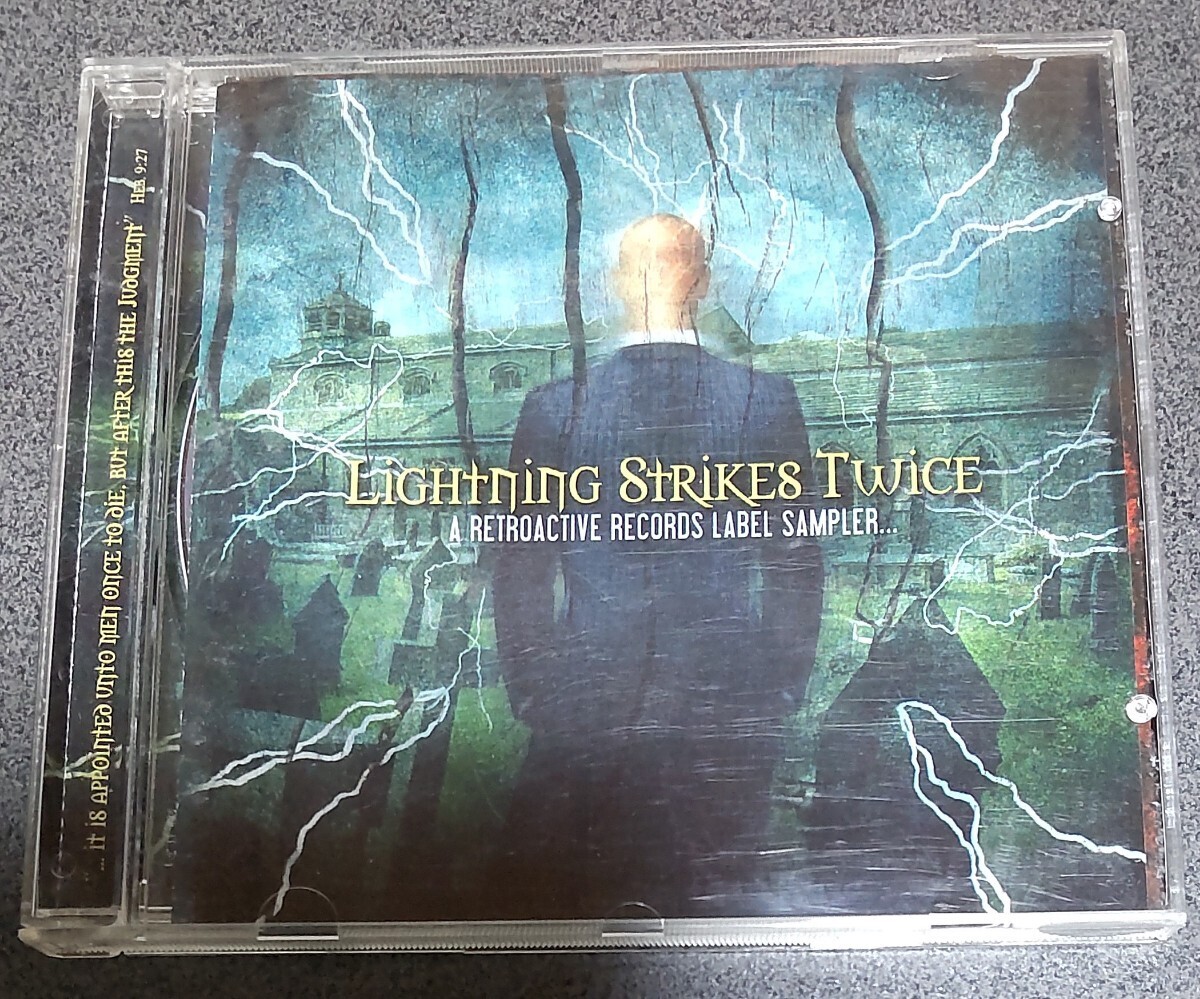 "... it is appointed unto men once to die, but after this the Judgment" Heb. 9:27
Lightning Strikes Twice
A RETROACTIVE RECORDS LABEL SAMPLER...